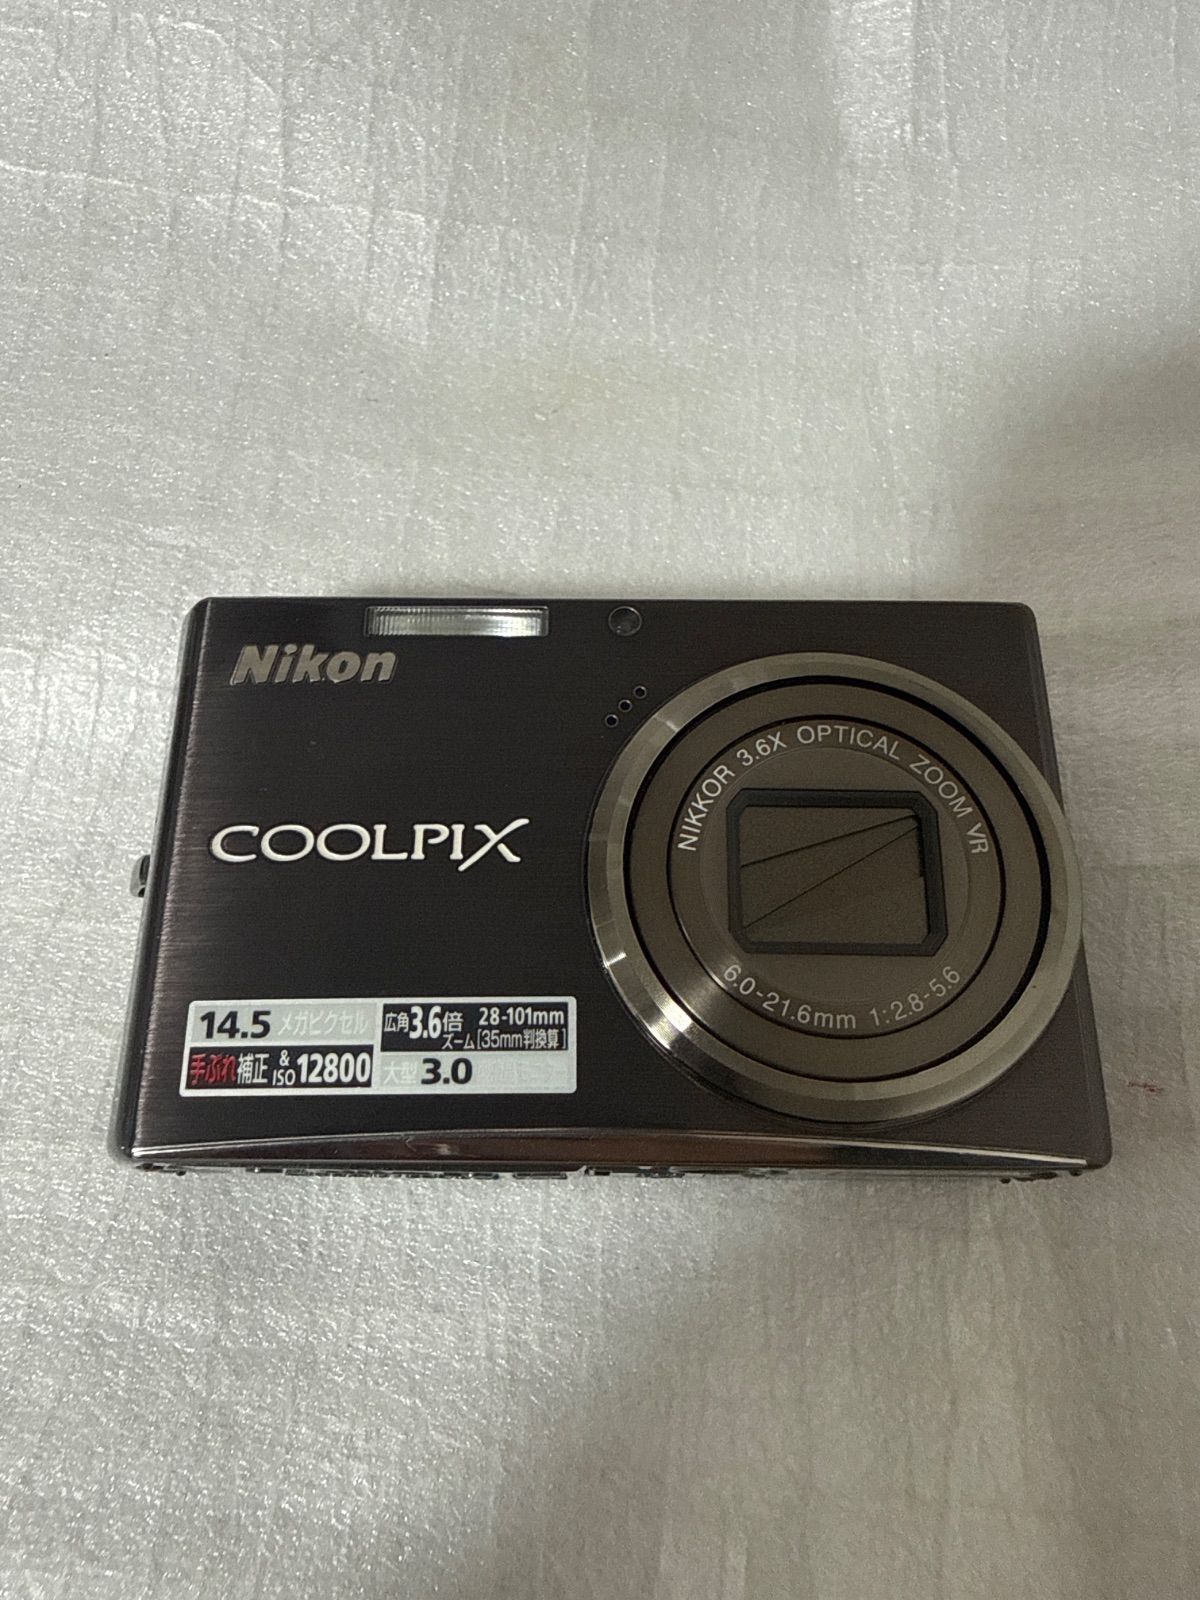 Nikon
COOLPIX
NIKKOR 3.6X OPTICAL ZOOM VR
6.0-21.6mm 1:2.8-5.6
14.5 メガピクセル
手ぶれ補正 & ISO 12800
広角3.6倍ズーム 28-101mm [35mm判換算]
大型 3.0